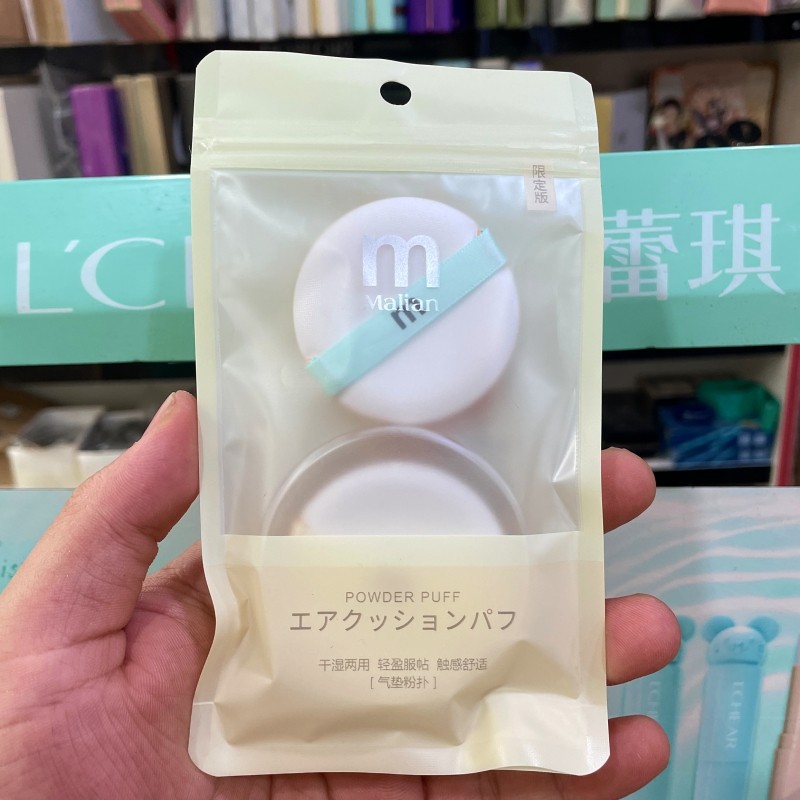 限定版
L'C
蕾琪
m
Malian
m
POWDER PUFF
エアクッションパフ
干湿两用 轻盈服帖 触感舒适
[气垫粉扑]
L'CHEAR